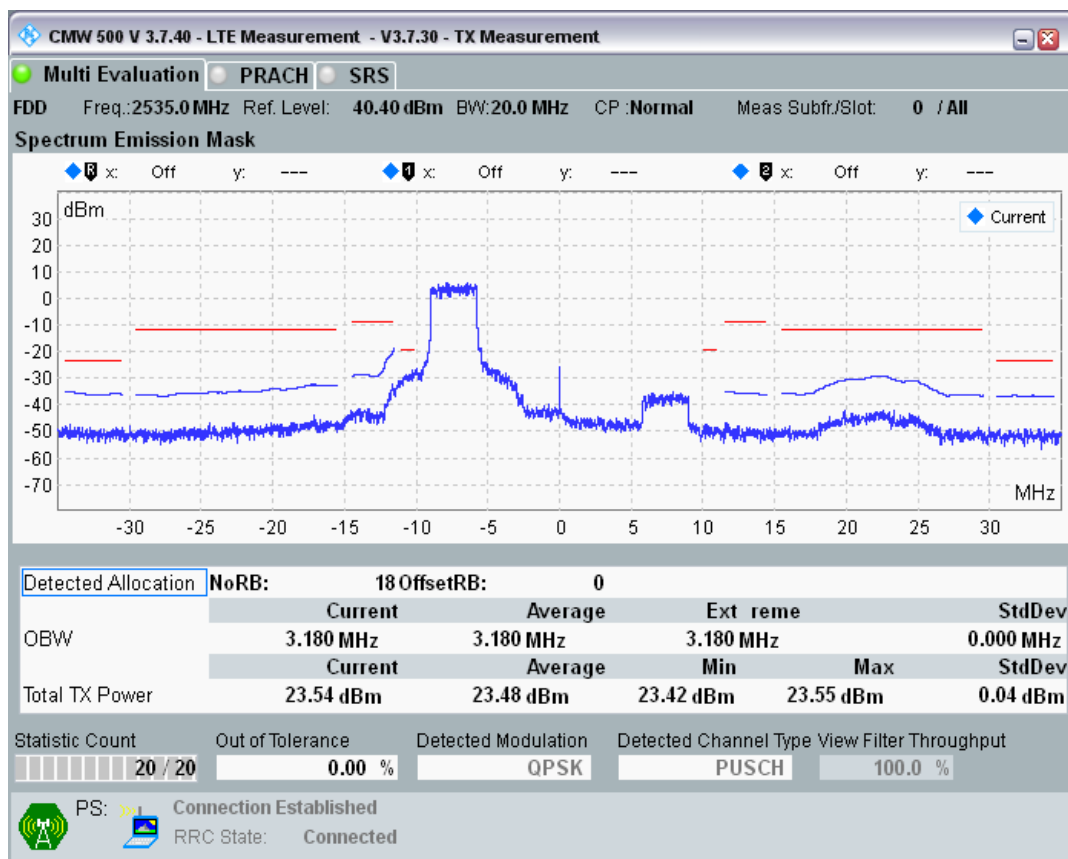 CMW 500 V 3.7.40 - LTE Measurement - V3.7.30 - TX Measurement
Multi Evaluation PRACH SRS
FDD Freq.:2535.0 MHz Ref. Level: 40.40 dBm BW:20.0 MHz CP :Normal Meas Subfr./Slot: 0 / All
Spectrum Emission Mask
R x: Off y: --- 1 x: Off y: --- 2 x: Off y: ---
dBm
Current
30
20
10
0
-10
-20
-30
-40
-50
-60
-70
MHz
-30 -25 -20 -15 -10 -5 0 5 10 15 20 25 30
Detected Allocation NoRB: 18 OffsetRB: 0
Current Average Ext reme StdDev
OBW 3.180 MHz 3.180 MHz 3.180 MHz 0.000 MHz
Current Average Min Max StdDev
Total TX Power 23.54 dBm 23.48 dBm 23.42 dBm 23.55 dBm 0.04 dBm
Statistic Count Out of Tolerance Detected Modulation Detected Channel Type View Filter Throughput
20 / 20 0.00 % QPSK PUSCH 100.0 %
PS: Connection Established
RRC State: Connected